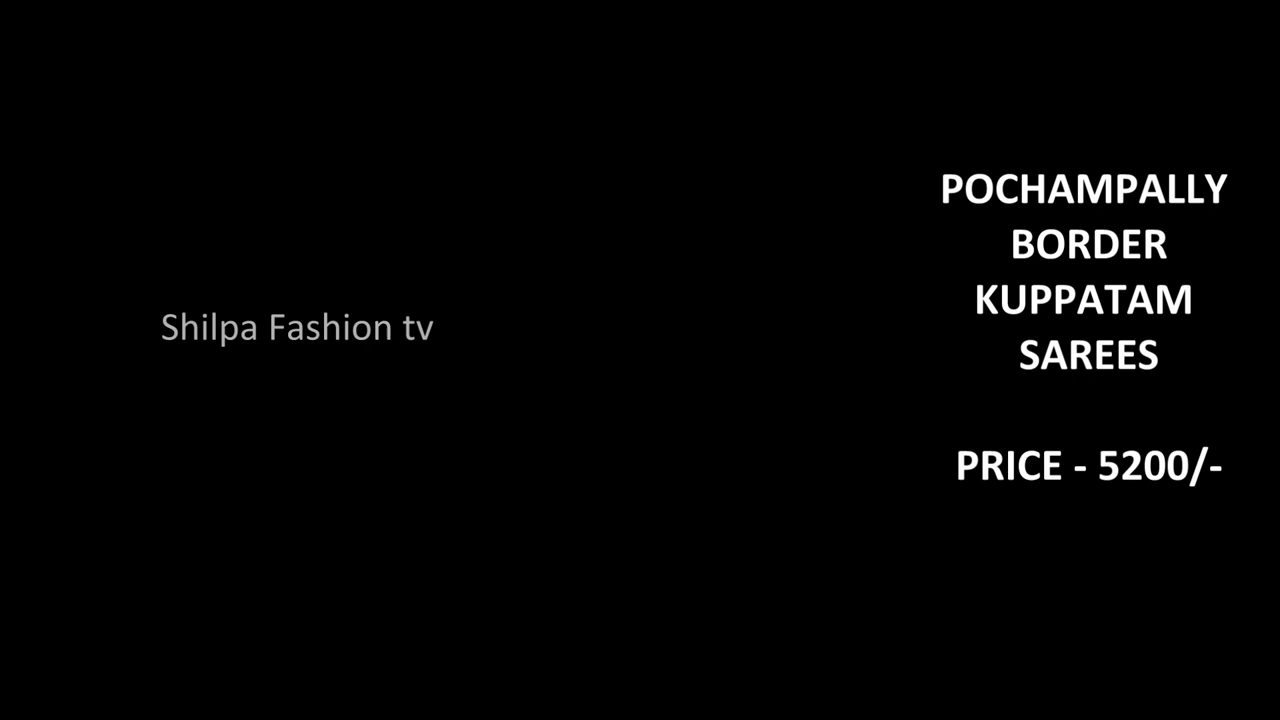 Shilpa Fashion tv
POCHAMPALLY
BORDER
KUPPATAM
SAREES
PRICE - 5200/-